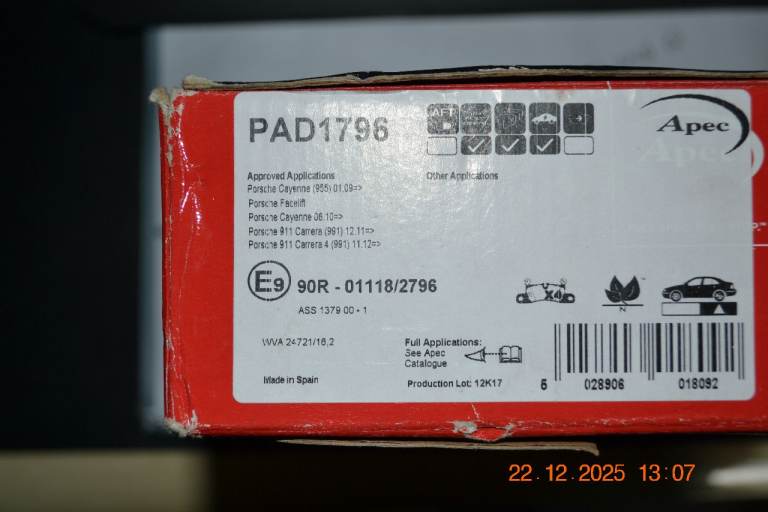 PAD1796
AFT
Apec
Approved Applications
Other Applications
Porsche Cayenne (955) 01.09=>
Porsche Facelift
Porsche Cayenne 06.10=>
Porsche 911 Carrera (991) 12.11=>
Porsche 911 Carrera 4 (991) 11.12=>
E9 90R - 01118/2796
X4
N
ASS 1379 00 - 1
WVA 24721/16,2
Full Applications:
See Apec
Catalogue
Made in Spain
Production Lot: 12K17
5 028906 018092
22.12.2025 13:07